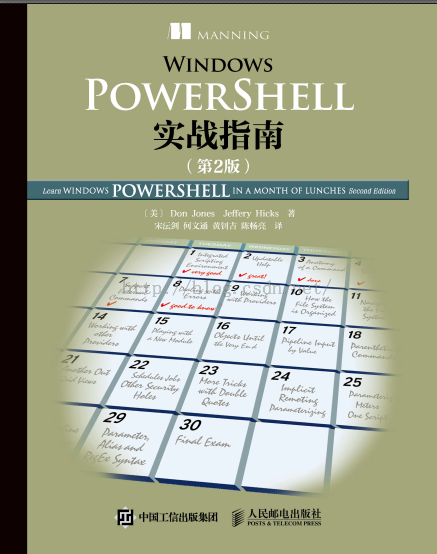 MANNING
WINDOWS
POWERSHELL
实战指南
（第2版）
Learn WINDOWS POWERSHELL IN A MONTH OF LUNCHES Second Edition
〔美〕 Don Jones Jeffery Hicks 著
宋沄剑 何文通 黄钊吉 陈畅亮 译
1 Integrated
Scripting
Environment
✓ very good
2 Updatable
Help
✓ great!
3 Anatomy
of a Command
7
Commands
8
Errors
✓ good to know
9 Working
with Providers
10 How the
File System
is Organized
http://blog.csdn.net/
14
Working with
other
Providers
15
Playing with
a New Module
16
Objects Until
the Very End
17
Pipeline Input
by Value
18
21
22
Schedules Jobs
Other Security
Holes
23
More Tricks
with Double
Quotes
24
Implicit
Remoting
Parameterizing
25
29
Parameter,
Alias and
RegEx Syntax
30
Final Exam
中国工信出版集团
人民邮电出版社
POSTS & TELECOM PRESS